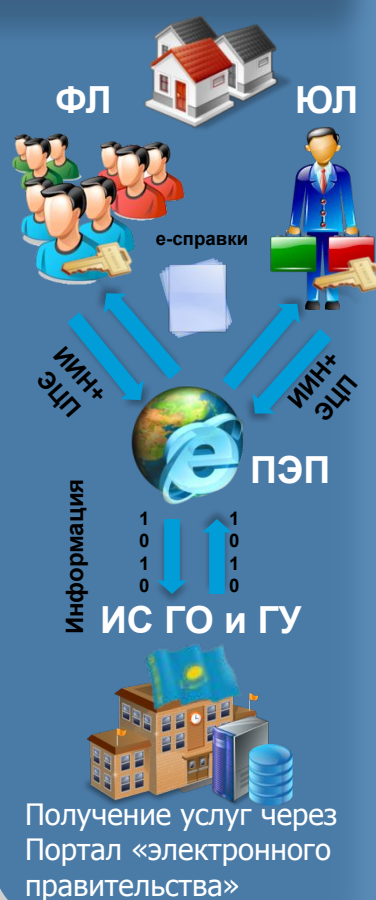 ФЛ
ЮЛ
е-справки
ИИН+
ЭЦП
ИИН+
ЭЦП
ПЭП
Информация
1
0
1
0
1
0
1
0
ИС ГО и ГУ
Получение услуг через
Портал «электронного
правительства»